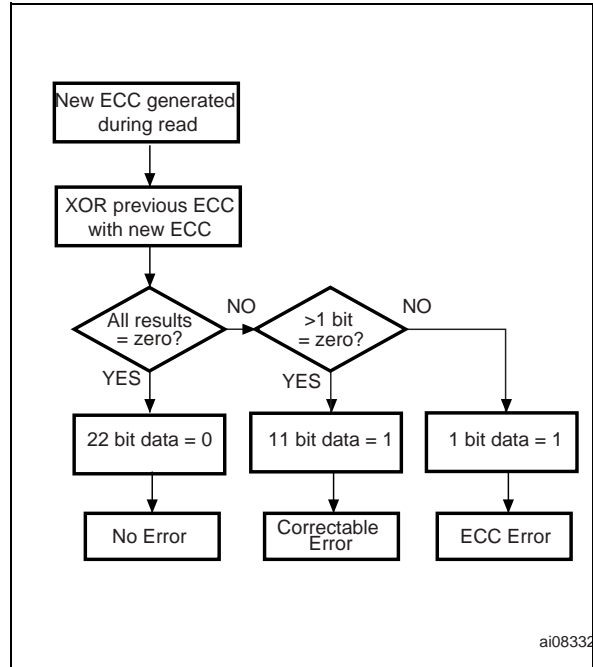 New ECC generated
during read
XOR previous ECC
with new ECC
All results
= zero?
NO
>1 bit
= zero?
NO
YES
YES
22 bit data = 0
11 bit data = 1
1 bit data = 1
No Error
Correctable
Error
ECC Error
ai08332